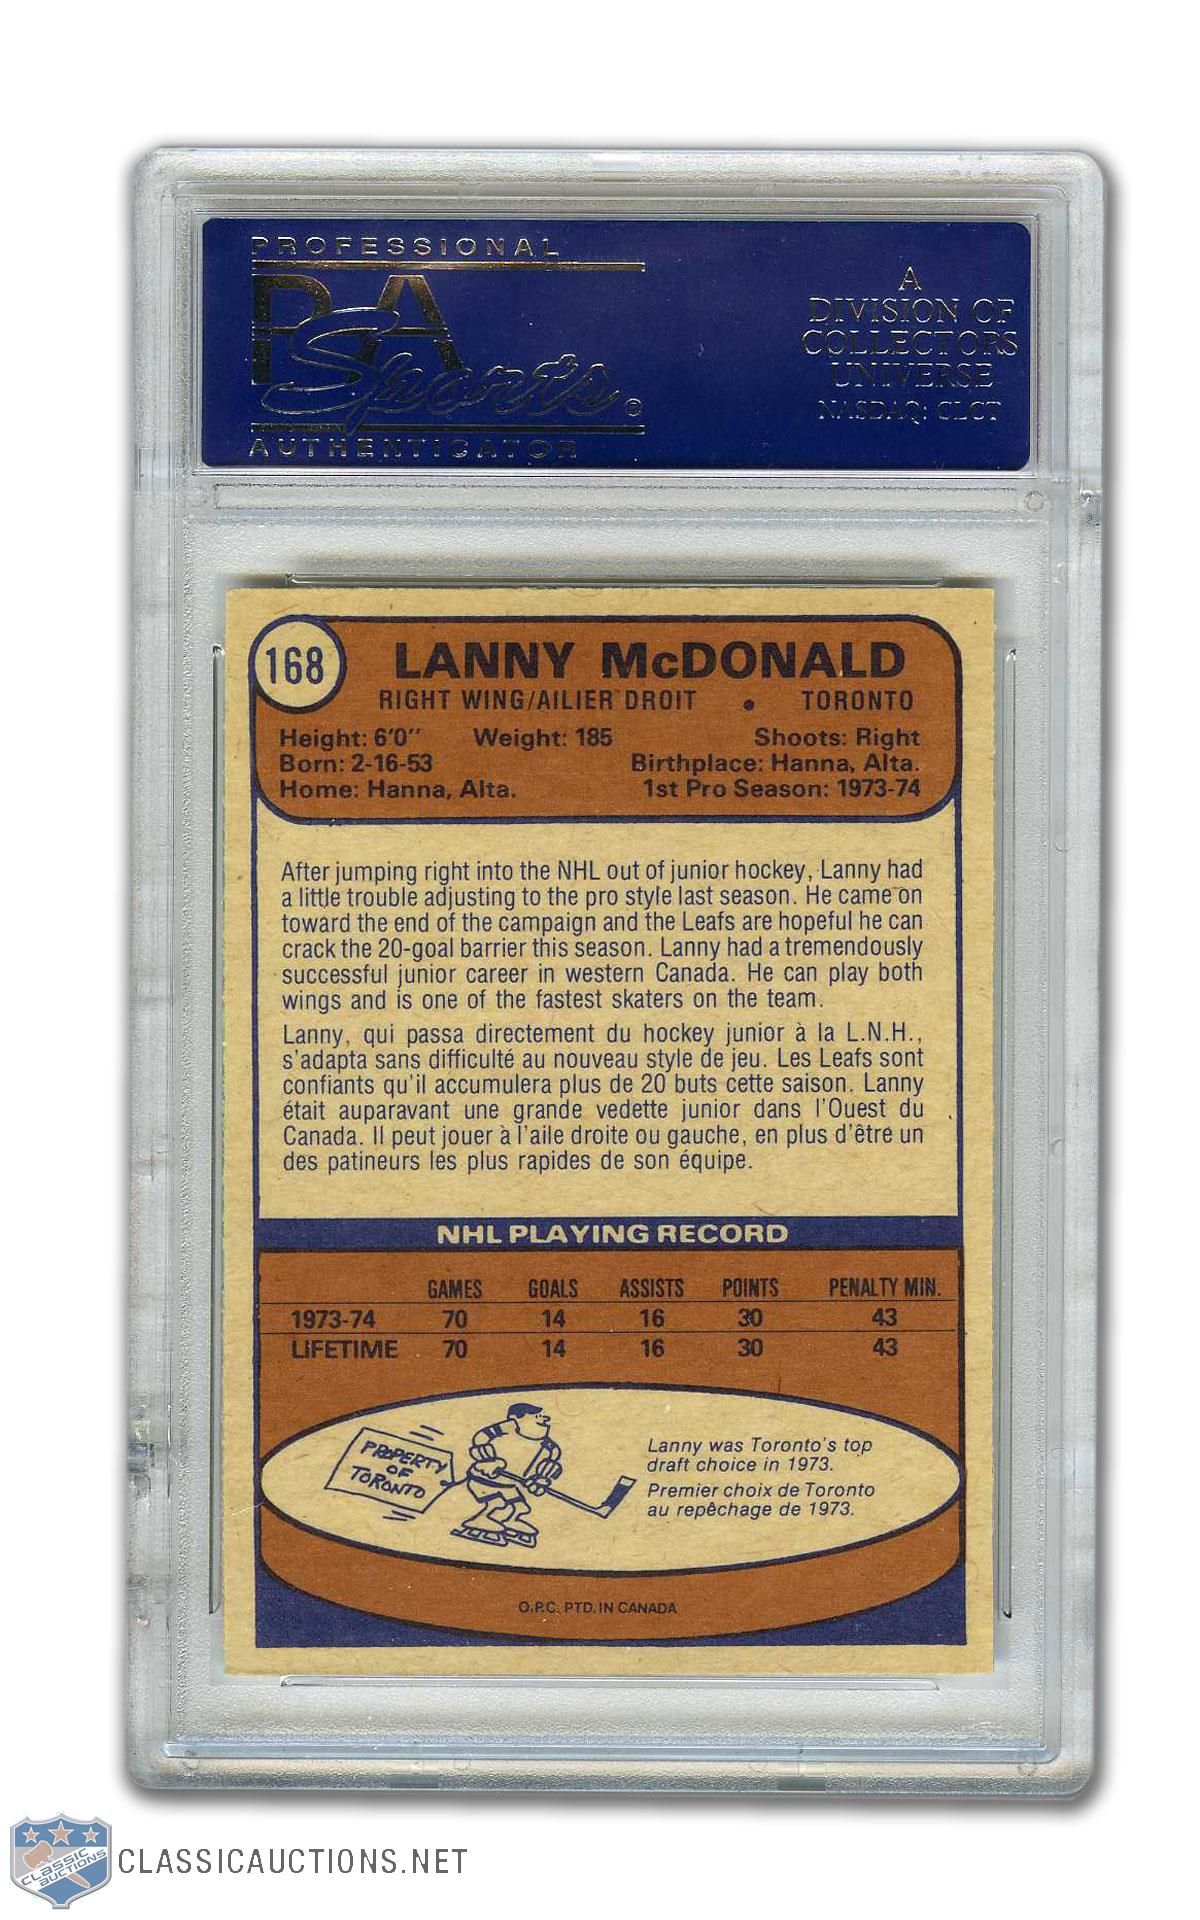 PROFESSIONAL
PSA
Sports®
AUTHENTICATOR
A
DIVISION OF
COLLECTORS
UNIVERSE
NASDAQ: CLCT
168
LANNY McDONALD
RIGHT WING/AILIER DROIT • TORONTO
Height: 6'0" Weight: 185 Shoots: Right
Born: 2-16-53 Birthplace: Hanna, Alta.
Home: Hanna, Alta. 1st Pro Season: 1973-74
After jumping right into the NHL out of junior hockey, Lanny had
a little trouble adjusting to the pro style last season. He came on
toward the end of the campaign and the Leafs are hopeful he can
crack the 20-goal barrier this season. Lanny had a tremendously
successful junior career in western Canada. He can play both
wings and is one of the fastest skaters on the team.
Lanny, qui passa directement du hockey junior à la L.N.H.,
s'adapta sans difficulté au nouveau style de jeu. Les Leafs sont
confiants qu'il accumulera plus de 20 buts cette saison. Lanny
était auparavant une grande vedette junior dans l'Ouest du
Canada. Il peut jouer à l'aile droite ou gauche, en plus d'être un
des patineurs les plus rapides de son équipe.
NHL PLAYING RECORD
GAMES GOALS ASSISTS POINTS PENALTY MIN.
1973-74 70 14 16 30 43
LIFETIME 70 14 16 30 43
PROPERTY
OF
TORONTO
Lanny was Toronto's top
draft choice in 1973.
Premier choix de Toronto
au repêchage de 1973.
O.P.C. PTD. IN CANADA
CLASSIC
AUCTIONS
CLASSICAUCTIONS.NET